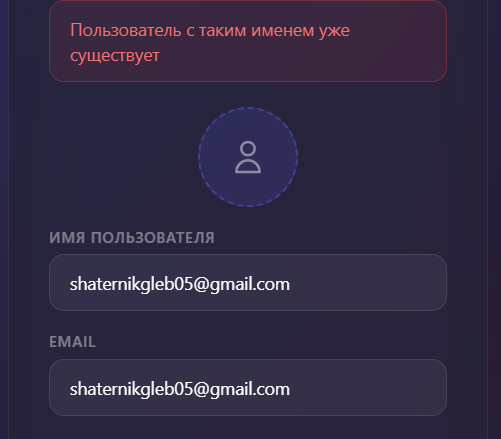 Пользователь с таким именем уже
существует
ИМЯ ПОЛЬЗОВАТЕЛЯ
shaternikgleb05@gmail.com
EMAIL
shaternikgleb05@gmail.com